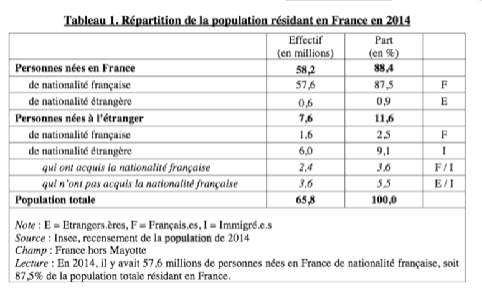 Tableau 1. Répartition de la population résidant en France en 2014
Effectif (en millions) Part (en %)
Personnes nées en France 58,2 88,4
de nationalité française 57,6 87,5 F
de nationalité étrangère 0,6 0,9 E
Personnes nées à l'étranger 7,6 11,6
de nationalité française 1,6 2,5 F
de nationalité étrangère 6,0 9,1 I
qui ont acquis la nationalité française 2,4 3,6 F/I
qui n'ont pas acquis la nationalité française 3,6 5,5 E/I
Population totale 65,8 100,0
Note : E = Etrangers.ères, F = Français.es, I = Immigré.e.s
Source : Insee, recensement de la population de 2014
Champ : France hors Mayotte
Lecture : En 2014, il y avait 57,6 millions de personnes nées en France de nationalité française, soit
87,5% de la population totale résidant en France.